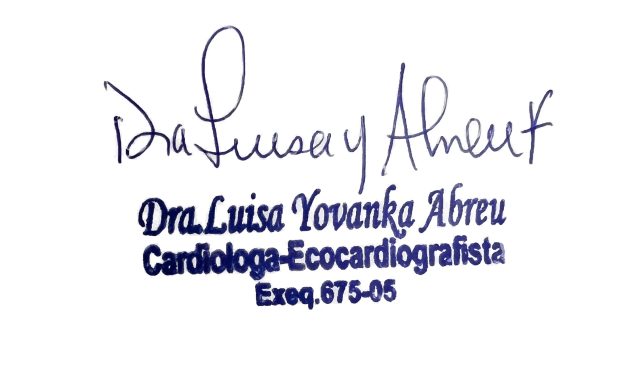 Dra Luisa Y Abreu F
Dra. Luisa Yovanka Abreu
Cardiologa-Ecocardiografista
Exeq.675-05